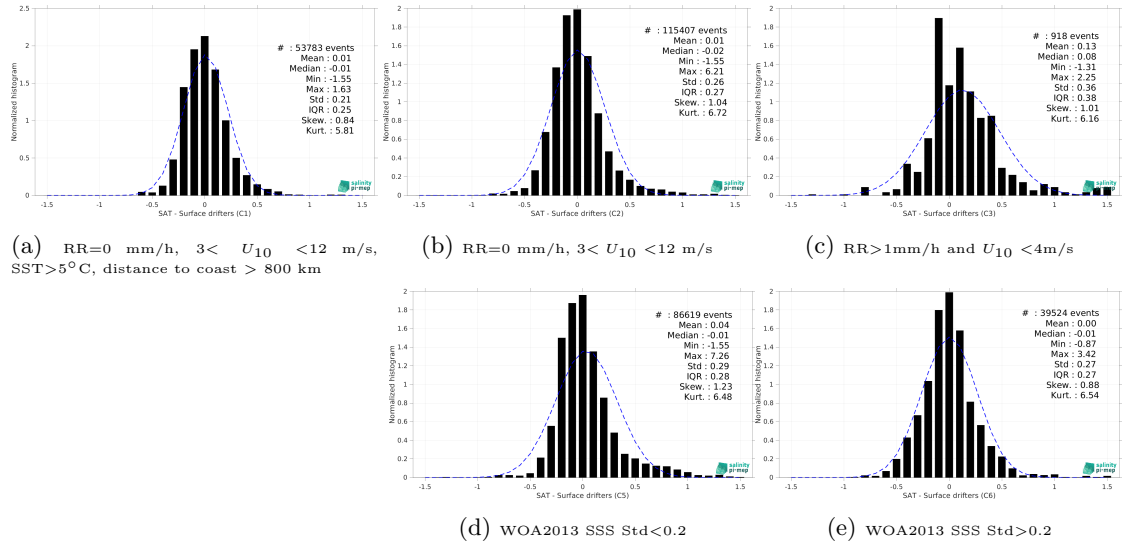 2.5
2
1.5
1
0.5
0
-1.5 -1 -0.5 0 0.5 1 1.5
Normalized histogram
SAT - Surface drifters (C1)
# : 53783 events
Mean : 0.01
Median : -0.01
Min : -1.55
Max : 1.63
Std : 0.21
IQR : 0.25
Skew. : 0.84
Kurt. : 5.81
salinity
pi-mep
(a) RR=0 mm/h, 3< U10 <12 m/s,
SST>5°C, distance to coast > 800 km
2
1.8
1.6
1.4
1.2
1
0.8
0.6
0.4
0.2
0
-1.5 -1 -0.5 0 0.5 1 1.5
Normalized histogram
SAT - Surface drifters (C2)
# : 115407 events
Mean : 0.01
Median : -0.02
Min : -1.55
Max : 6.21
Std : 0.26
IQR : 0.27
Skew. : 1.04
Kurt. : 6.72
salinity
pi-mep
(b) RR=0 mm/h, 3< U10 <12 m/s
2
1.8
1.6
1.4
1.2
1
0.8
0.6
0.4
0.2
0
-1.5 -1 -0.5 0 0.5 1 1.5
Normalized histogram
SAT - Surface drifters (C3)
# : 918 events
Mean : 0.13
Median : 0.08
Min : -1.31
Max : 2.25
Std : 0.36
IQR : 0.38
Skew. : 1.01
Kurt. : 6.16
salinity
pi-mep
(c) RR>1mm/h and U10 <4m/s
2
1.8
1.6
1.4
1.2
1
0.8
0.6
0.4
0.2
0
-1.5 -1 -0.5 0 0.5 1 1.5
Normalized histogram
SAT - Surface drifters (C5)
# : 86619 events
Mean : 0.04
Median : -0.01
Min : -1.55
Max : 7.26
Std : 0.29
IQR : 0.28
Skew. : 1.23
Kurt. : 6.48
salinity
pi-mep
(d) WOA2013 SSS Std<0.2
2
1.8
1.6
1.4
1.2
1
0.8
0.6
0.4
0.2
0
-1.5 -1 -0.5 0 0.5 1 1.5
Normalized histogram
SAT - Surface drifters (C6)
# : 39524 events
Mean : 0.00
Median : -0.01
Min : -0.87
Max : 3.42
Std : 0.27
IQR : 0.27
Skew. : 0.88
Kurt. : 6.54
salinity
pi-mep
(e) WOA2013 SSS Std>0.2